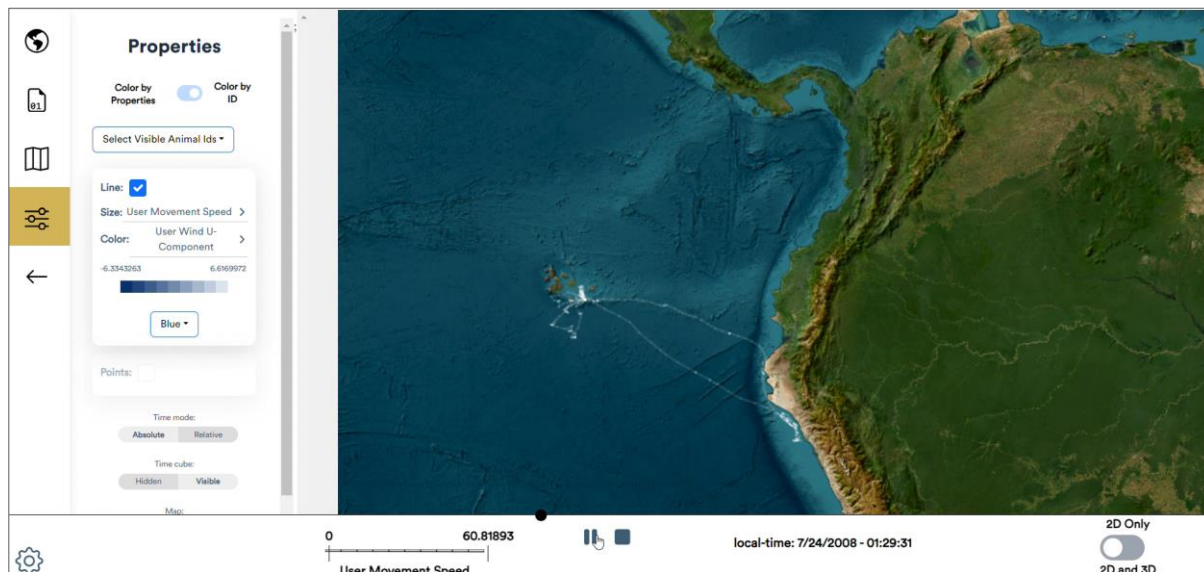 Properties
Color by Properties
Color by ID
Select Visible Animal Ids
Line:
Size: User Movement Speed >
Color: User Wind U-Component >
-6.3343263 6.6169972
Blue
Points:
Time mode:
Absolute Relative
Time cube:
Hidden Visible
Map:
01
0 60.81893
User Movement Speed
local-time: 7/24/2008 - 01:29:31
2D Only
2D and 3D